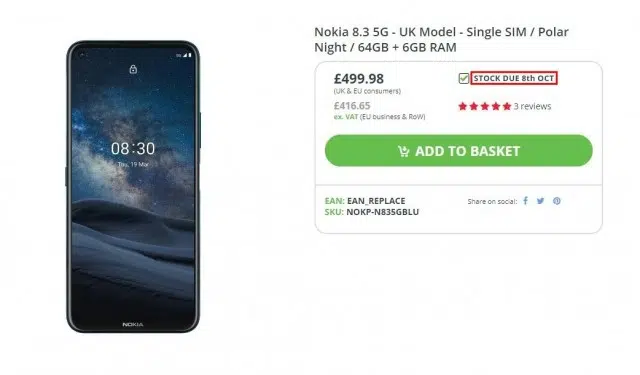 Nokia 8.3 5G - UK Model - Single SIM / Polar
Night / 64GB + 6GB RAM
£499.98
(UK & EU consumers)
£416.65
ex. VAT (EU business & RoW)
STOCK DUE 8th OCT
3 reviews
ADD TO BASKET
EAN: EAN_REPLACE
SKU: NOKP-N835GBLU
Share on social:
08:30
Thu, 19 Mar
NOKIA